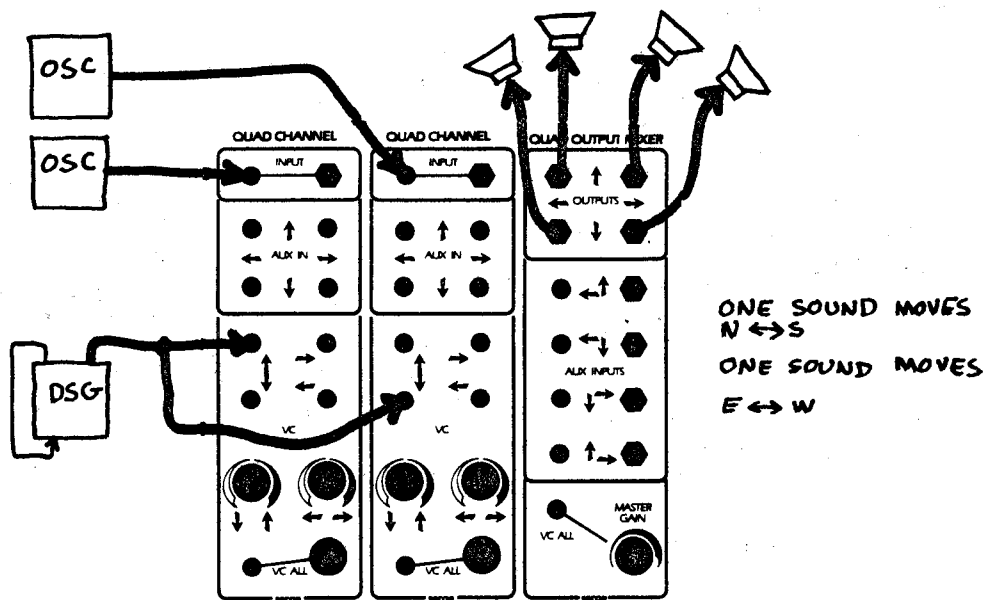 OSC
OSC
DSG
QUAD CHANNEL
INPUT
AUX IN
VC
VC ALL
QUAD CHANNEL
INPUT
AUX IN
VC
VC ALL
QUAD OUTPUT MIXER
OUTPUTS
AUX INPUTS
MASTER
GAIN
VC ALL
ONE SOUND MOVES
N ↔ S
ONE SOUND MOVES
E ↔ W